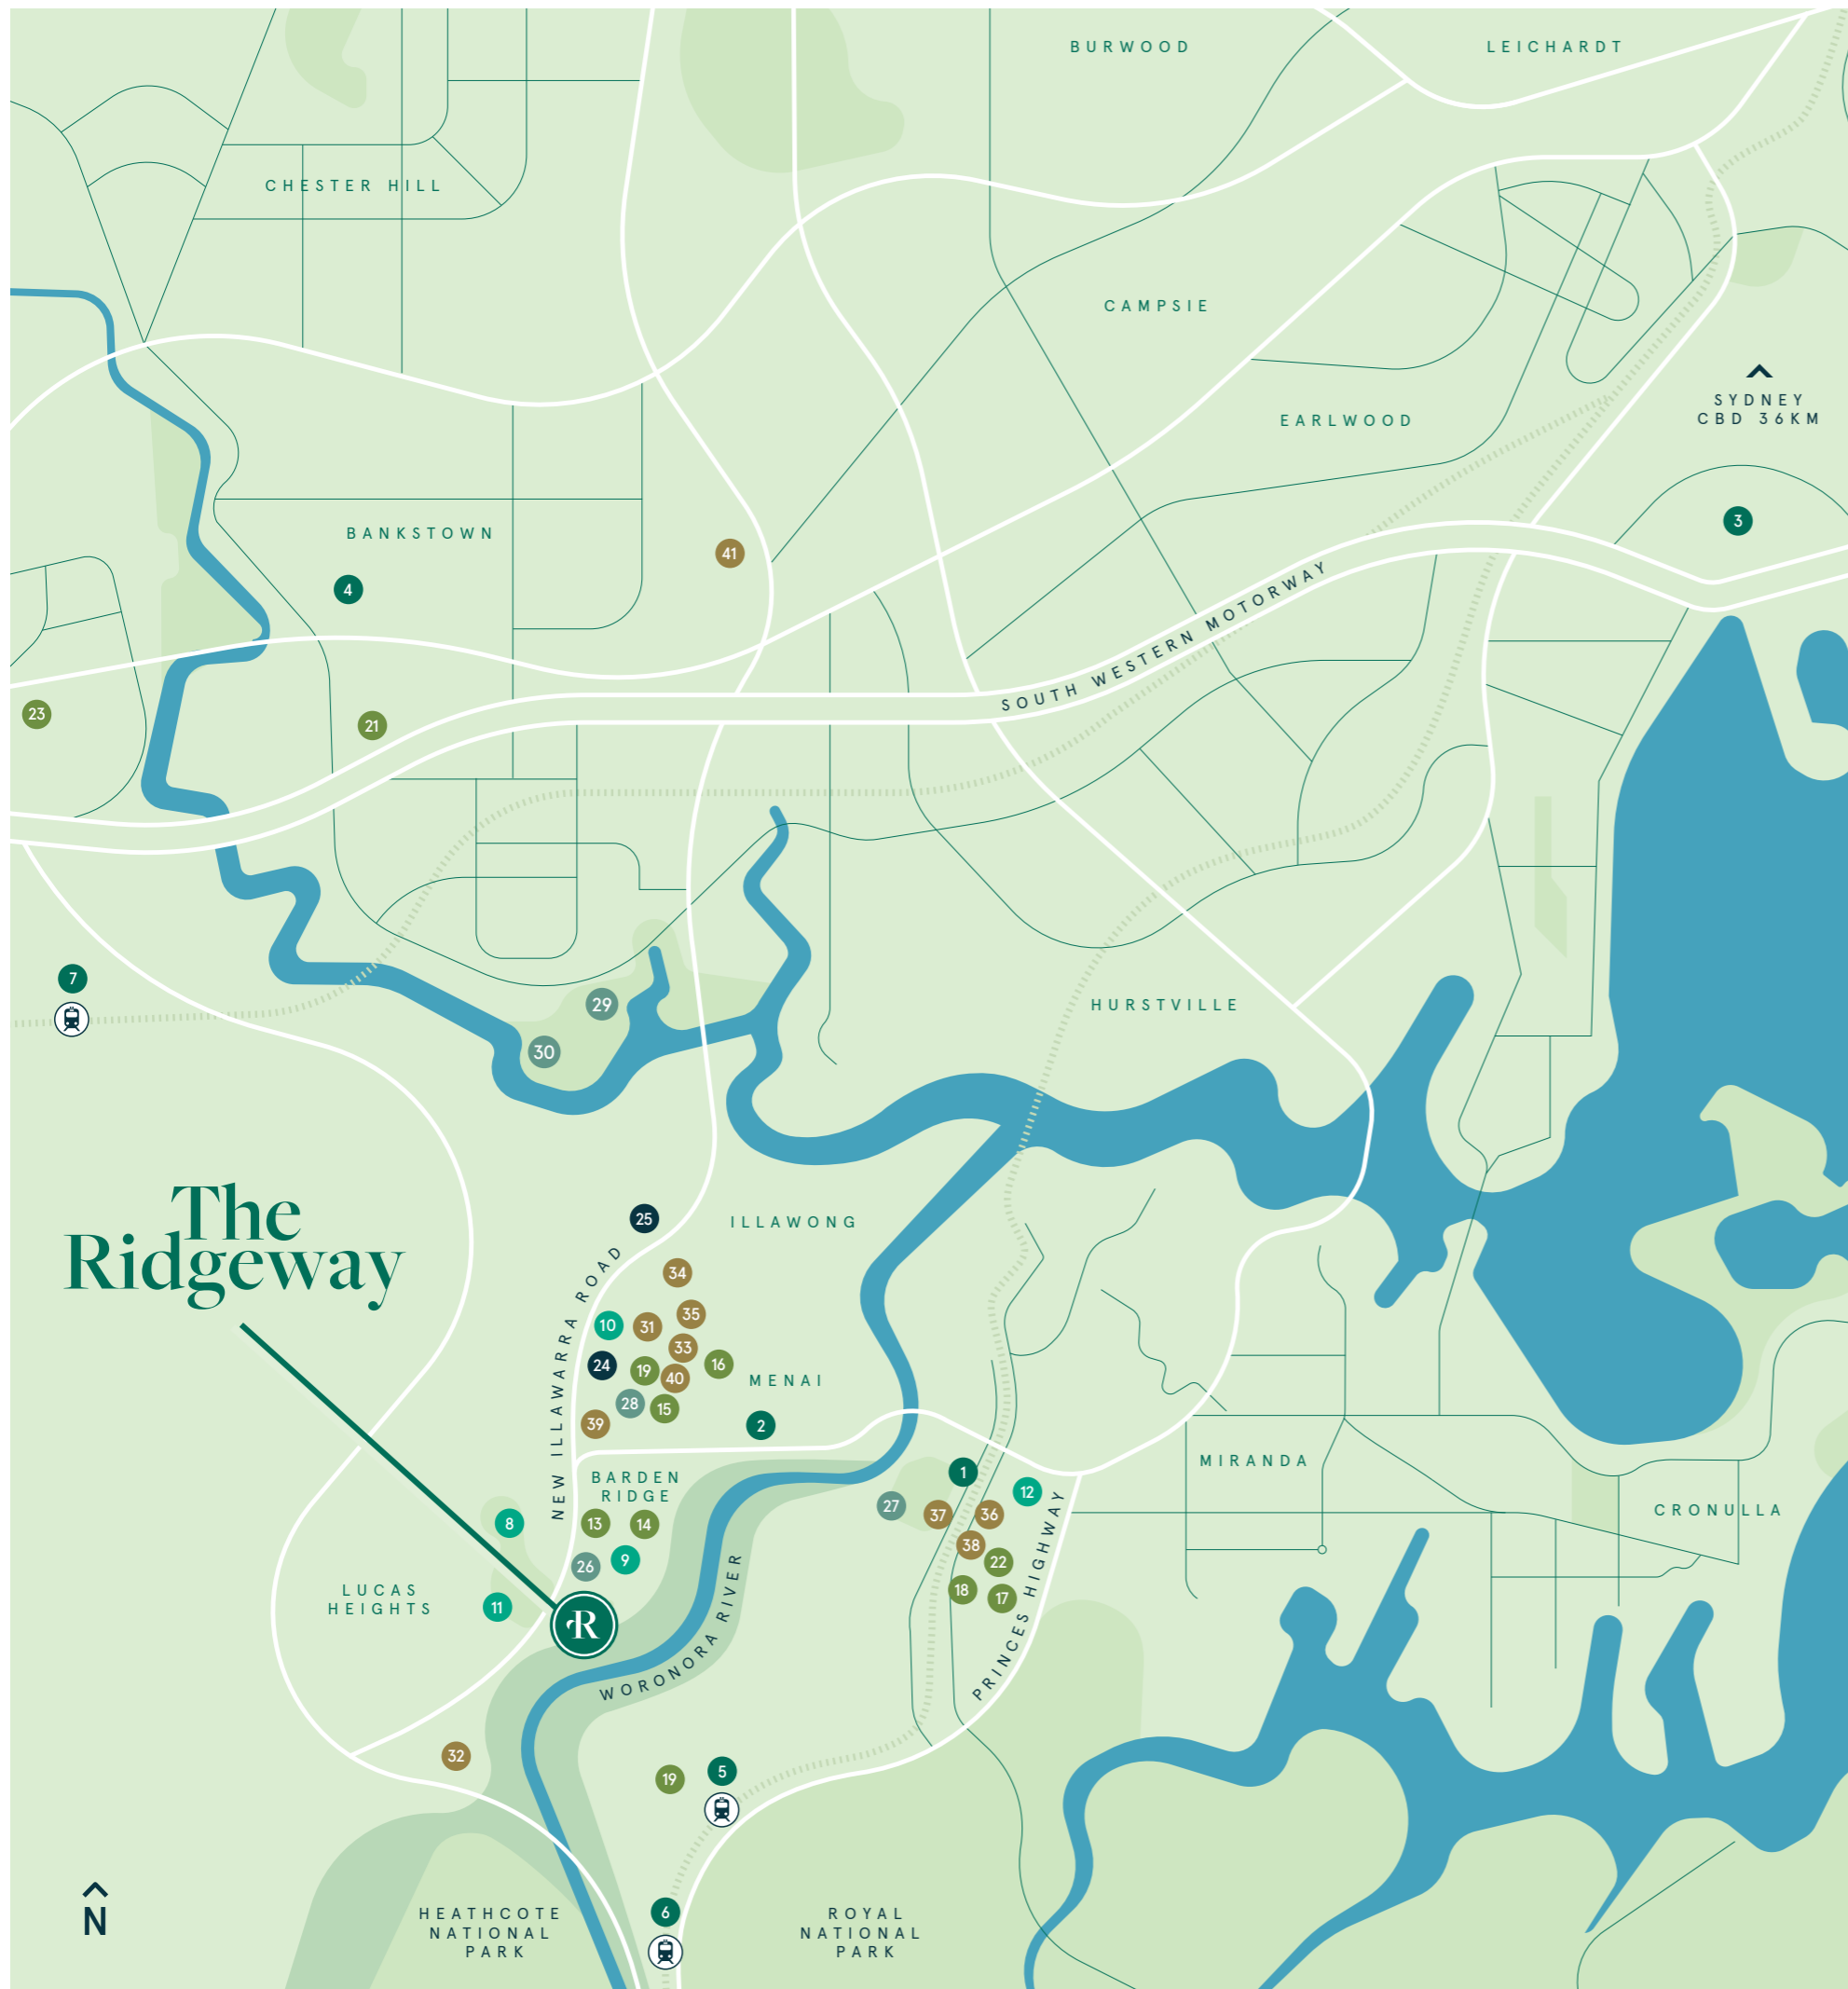 BURWOOD
LEICHARDT
CHESTER HILL
CAMPSIE
SYDNEY
CBD 36KM
EARLWOOD
3
BANKSTOWN
41
4
SOUTH WESTERN MOTORWAY
23
21
7
29
HURSTVILLE
30
The
Ridgeway
25
ILLAWONG
NEW ILLAWARRA ROAD
34
35
10
31
33
24
19
16
40
MENAI
28
15
39
2
MIRANDA
1
BARDEN
RIDGE
12
27
37
36
CRONULLA
8
13
14
38
26
9
22
PRINCES HIGHWAY
LUCAS
HEIGHTS
18
17
11
R
WORONORA RIVER
32
19
5
6
N
HEATHCOTE
NATIONAL
PARK
ROYAL
NATIONAL
PARK